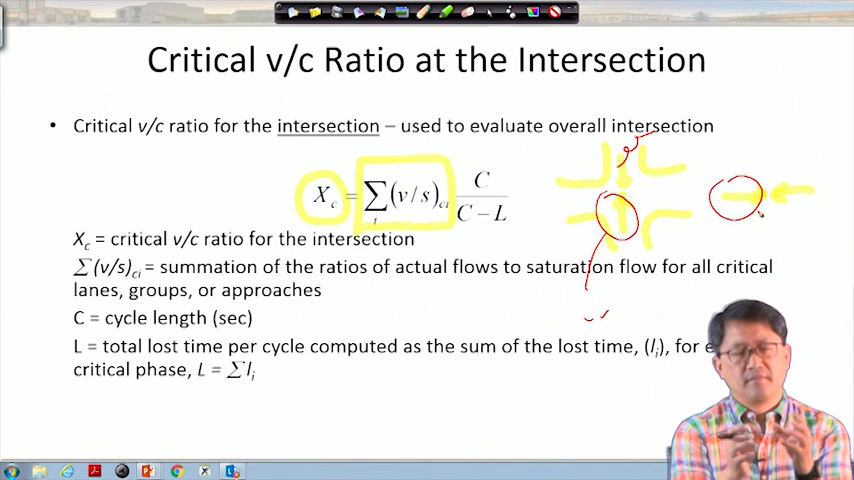 Critical v/c Ratio at the Intersection
• Critical v/c ratio for the intersection – used to evaluate overall intersection
X_c = ∑_i (v/s)_ci C / (C – L)
X_c = critical v/c ratio for the intersection
∑(v/s)_ci = summation of the ratios of actual flows to saturation flow for all critical
lanes, groups, or approaches
C = cycle length (sec)
L = total lost time per cycle computed as the sum of the lost time, (l_i), for
critical phase, L = ∑l_i